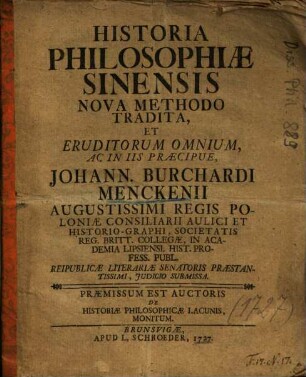 HISTORIA
PHILOSOPHIÆ
SINENSIS
NOVA METHODO
TRADITA,
ET
ERUDITORUM OMNIUM,
AC IN IIS PRÆCIPUE,
JOHANN. BURCHARDI
MENCKENII
AUGUSTISSIMI REGIS PO-
LONIÆ CONSILIARII AULICI ET
HISTORIO-GRAPHI, SOCIETATIS
REG. BRITT. COLLEGÆ, IN ACA-
DEMIA LIPSIENSI. HIST. PRO-
FESS. PUBL.
REIPUBLICÆ LITERARIÆ SENATORIS PRÆSTAN-
TISSIMI, JUDICIO SUBMISSA.
PRÆMISSUM EST AUCTORIS
DE
HISTORIÆ PHILOSOPHICÆ LACUNIS,
MONITUM.
(1727)
BRUNSVIGÆ,
APUD L. SCHROEDER, 1727.